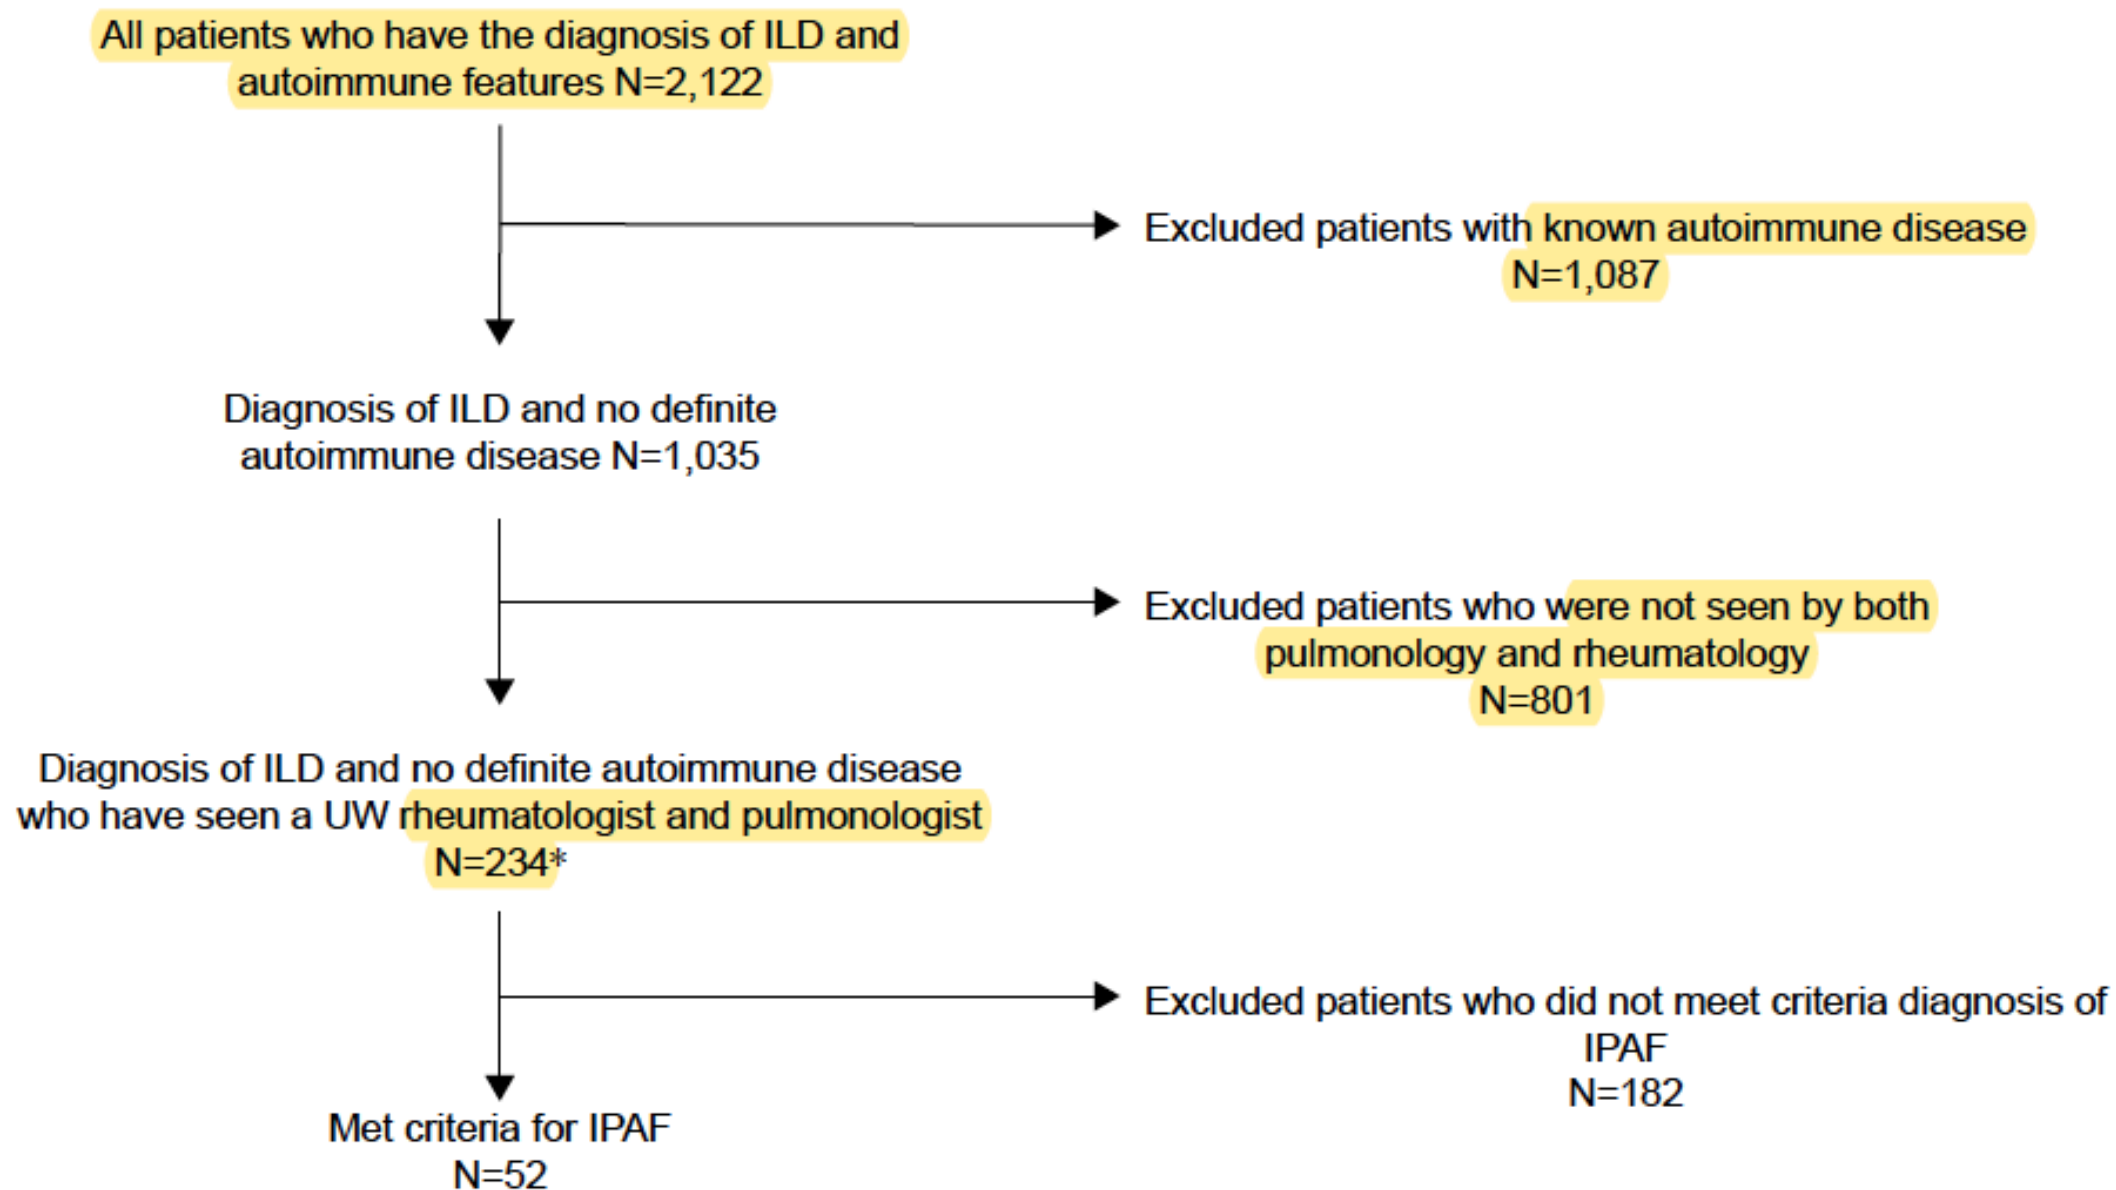 All patients who have the diagnosis of ILD and
autoimmune features N=2,122
Excluded patients with known autoimmune disease
N=1,087
Diagnosis of ILD and no definite
autoimmune disease N=1,035
Excluded patients who were not seen by both
pulmonology and rheumatology
N=801
Diagnosis of ILD and no definite autoimmune disease
who have seen a UW rheumatologist and pulmonologist
N=234*
Excluded patients who did not meet criteria diagnosis of
IPAF
N=182
Met criteria for IPAF
N=52